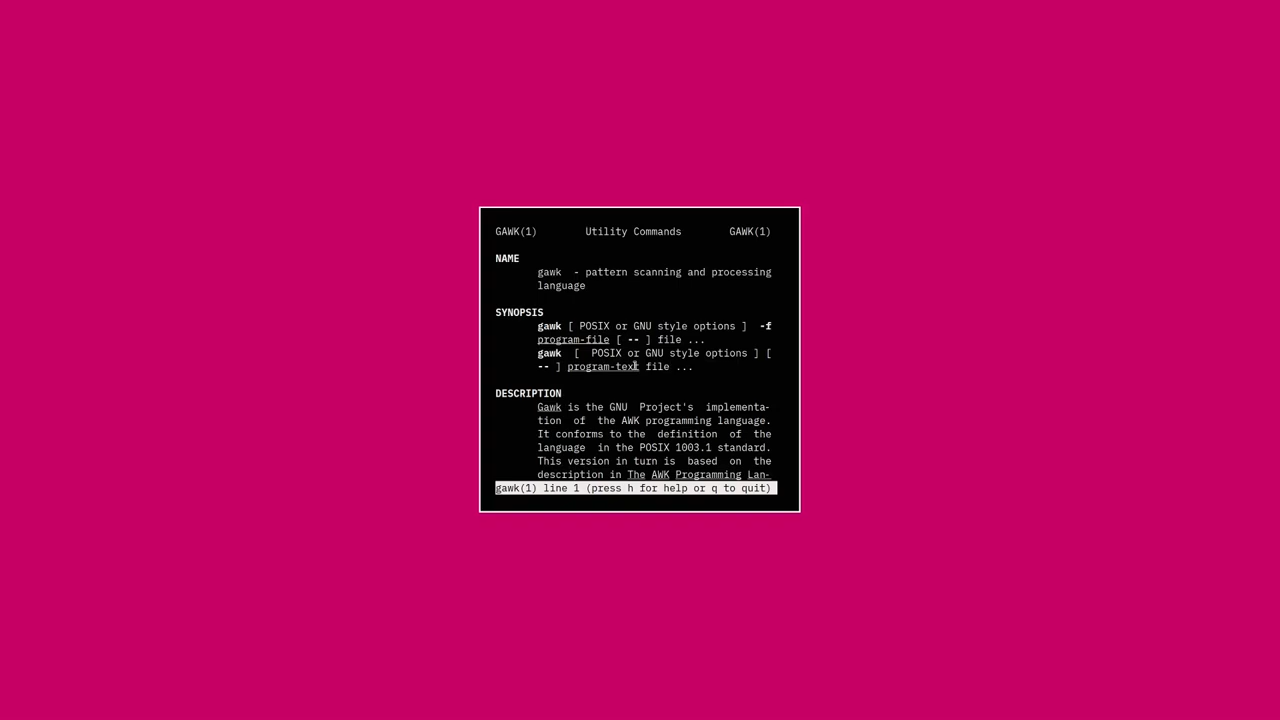 GAWK(1)        Utility Commands        GAWK(1)
NAME
gawk  - pattern scanning and processing
language
SYNOPSIS
gawk [ POSIX or GNU style options ]  -f
program-file [ -- ] file ...
gawk  [  POSIX or GNU style options ] [
-- ] program-text file ...
DESCRIPTION
Gawk is the GNU  Project's  implementa-
tion  of  the AWK programming language.
It conforms to the  definition  of  the
language  in the POSIX 1003.1 standard.
This version in turn is  based  on  the
description in The AWK Programming Lan-
gawk(1) line 1 (press h for help or q to quit)